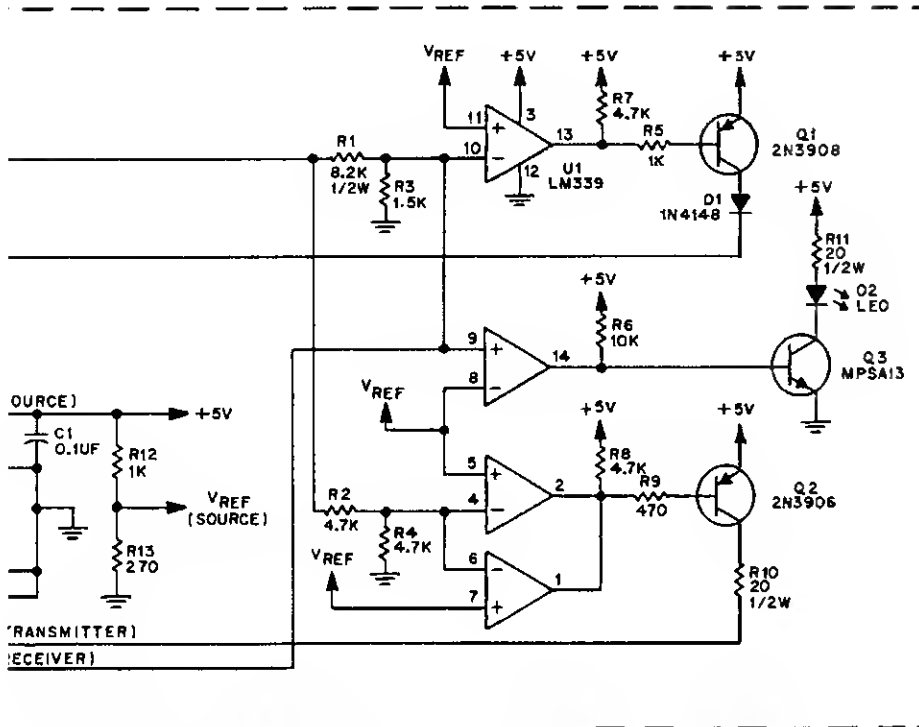 VREF
+5V
+5V
+5V
R7
4.7K
3
11
+
13
R5
1K
Q1
2N3908
R1
8.2K
1/2W
10
−
12
U1
LM339
R3
1.5K
D1
1N4148
+5V
R11
20
1/2W
D2
LED
+5V
R6
10K
9
+
14
8
−
Q3
MPSA13
VREF
OURCE)
+5V
C1
0.1UF
R12
1K
VREF
(SOURCE)
R13
270
+5V
R8
4.7K
+5V
5
+
2
4
−
R9
470
Q2
2N3906
R2
4.7K
R4
4.7K
VREF
6
−
1
7
+
R10
20
1/2W
TRANSMITTER)
ECEIVER)